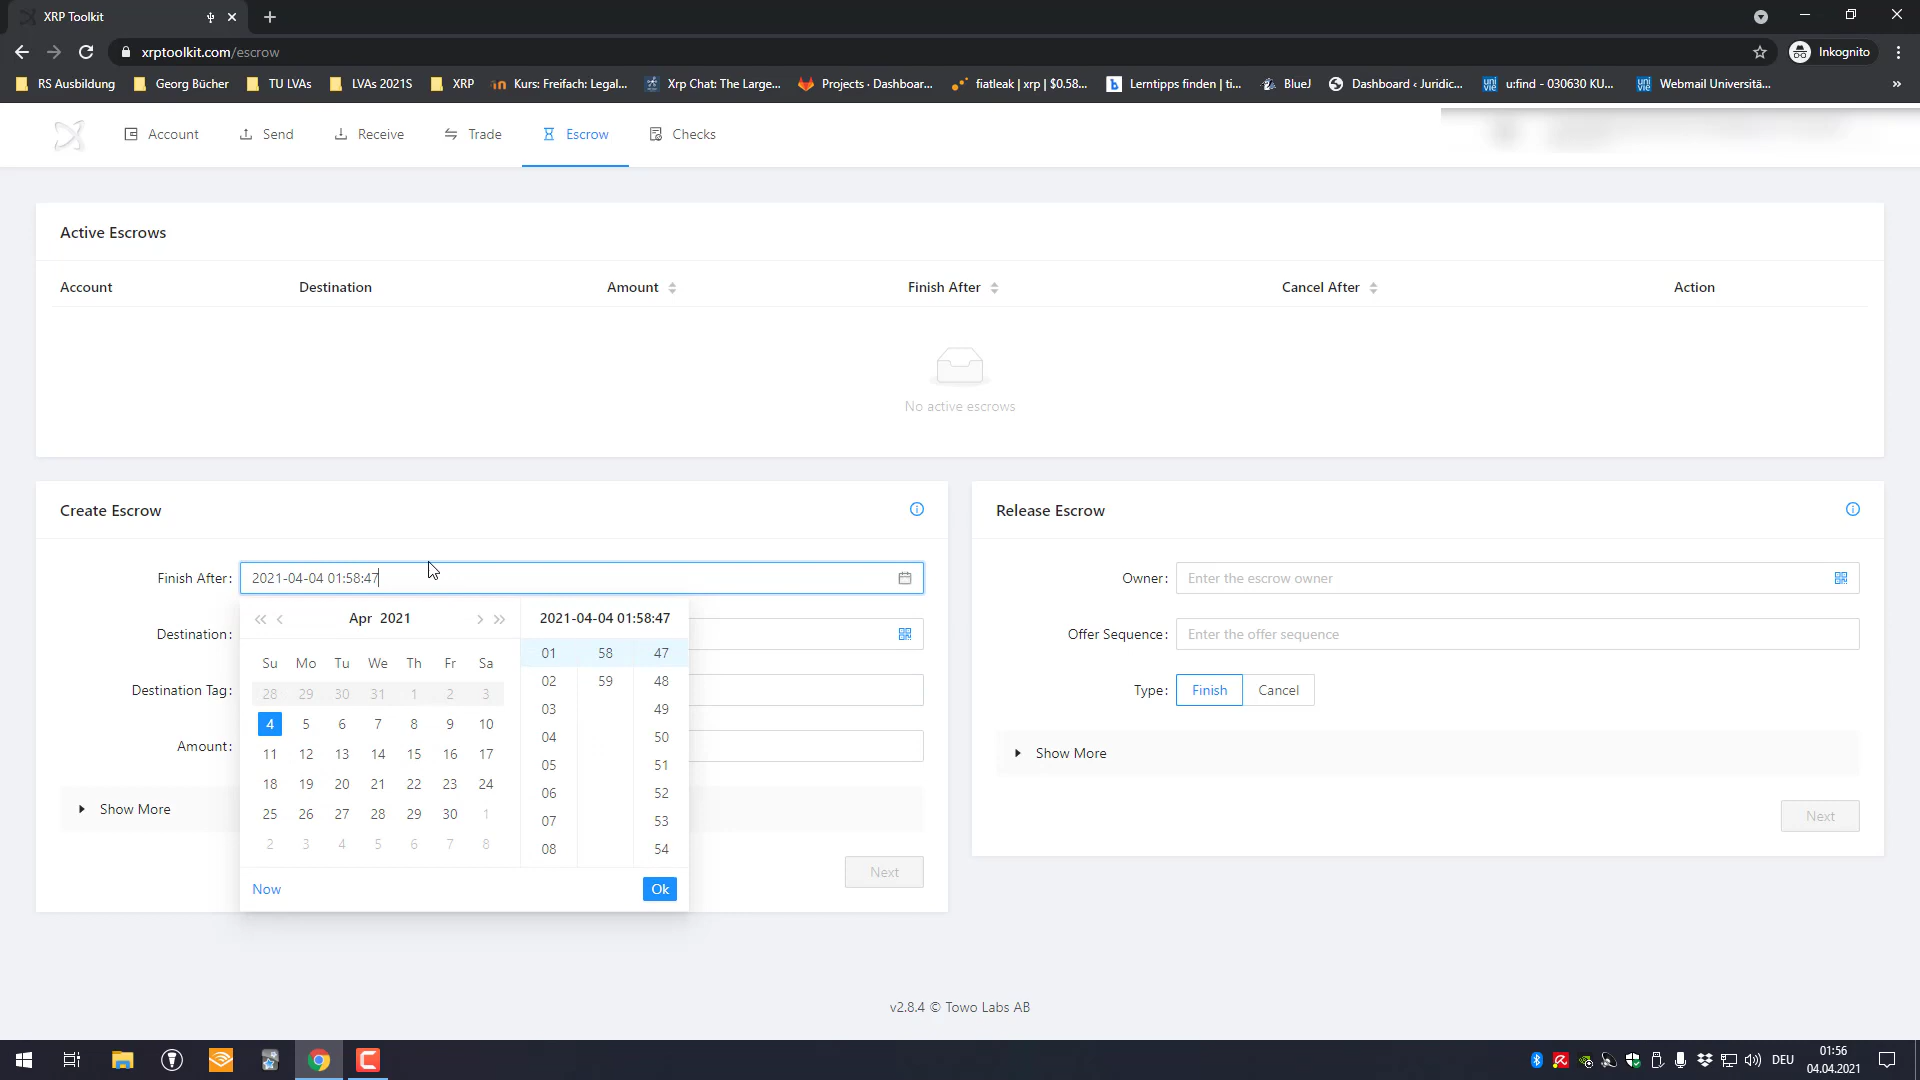 XRP Toolkit
xrptoolkit.com/escrow
Inkognito
RS Ausbildung
Georg Bücher
TU LVAs
LVAs 2021S
XRP
Kurs: Freifach: Legal...
Xrp Chat: The Large...
Projects · Dashboar...
fiatleak | xrp | $0.58...
Lerntipps finden | ti...
BlueJ
Dashboard ‹ Juridic...
u:find - 030630 KU...
Webmail Universitä...
»
Account
Send
Receive
Trade
Escrow
Checks
Active Escrows
Account
Destination
Amount
Finish After
Cancel After
Action
No active escrows
Create Escrow
Finish After:
2021-04-04 01:58:47
Apr 2021
2021-04-04 01:58:47
Su Mo Tu We Th Fr Sa
28 29 30 31 1 2 3
4 5 6 7 8 9 10
11 12 13 14 15 16 17
18 19 20 21 22 23 24
25 26 27 28 29 30 1
2 3 4 5 6 7 8
01 58 47
02 59 48
03 49
04 50
05 51
06 52
07 53
08 54
Now
Ok
Destination:
Destination Tag:
Amount:
Show More
Next
Release Escrow
Owner:
Enter the escrow owner
Offer Sequence:
Enter the offer sequence
Type:
Finish
Cancel
Show More
Next
v2.8.4 © Towo Labs AB
DEU
01:56
04.04.2021